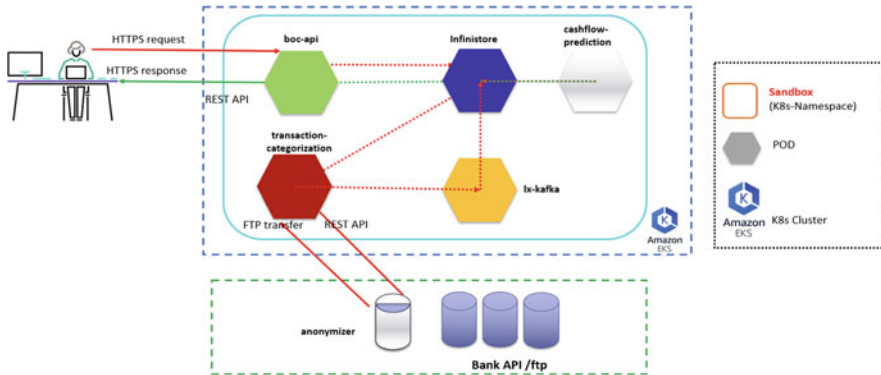 HTTPS request
HTTPS response
REST API
boc-api
Infinistore
cashflow-
prediction
transaction-
categorization
lx-kafka
FTP transfer
REST API
Amazon
EKS
anonymizer
Bank API /ftp
Sandbox
(K8s-Namespace)
POD
K
Amazon
EKS
K8s Cluster